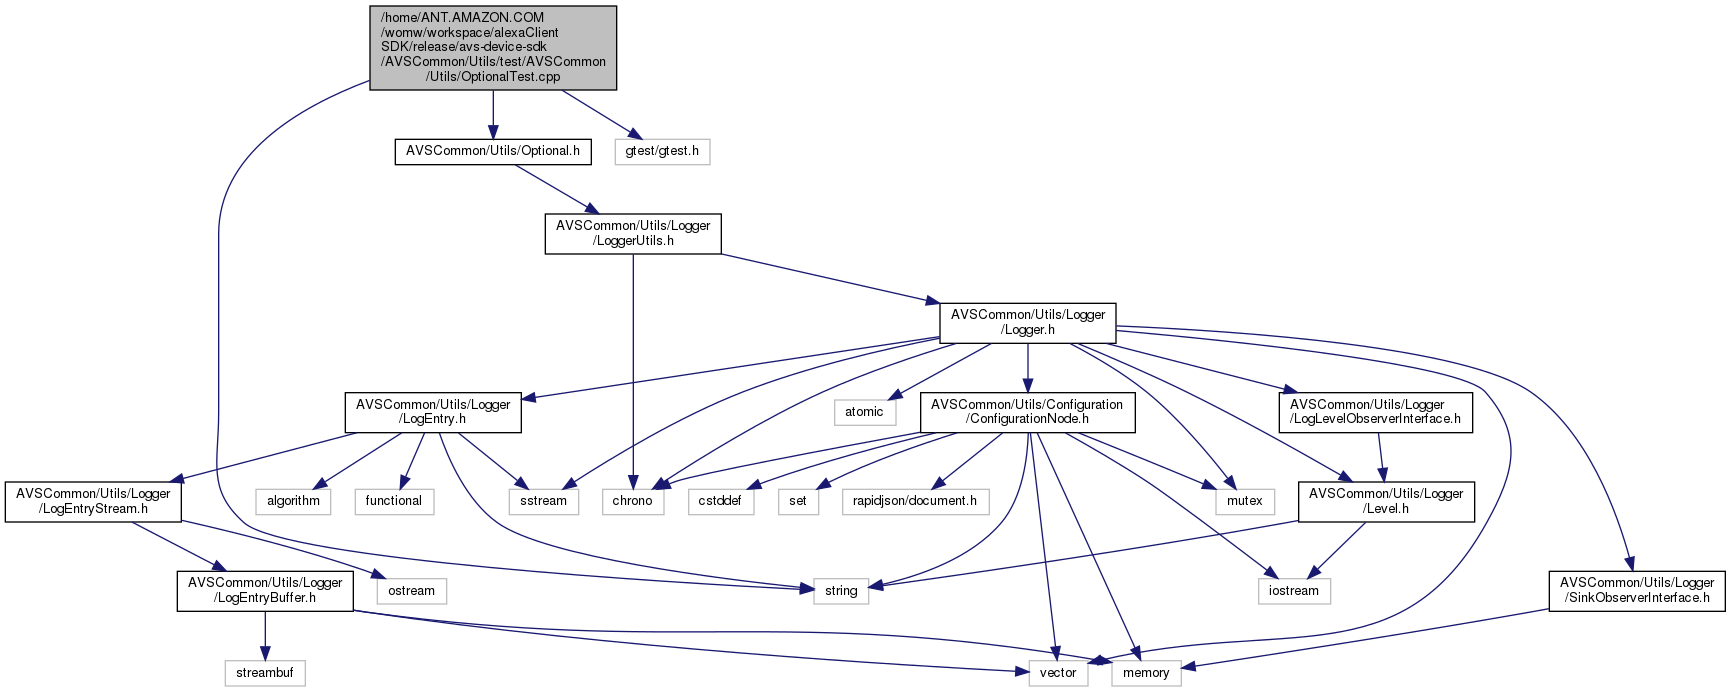 /home/ANT.AMAZON.COM
/womw/workspace/alexaClient
SDK/release/avs-device-sdk
/AVSCommon/Utils/test/AVSCommon
/Utils/OptionalTest.cpp
AVSCommon/Utils/Optional.h
gtest/gtest.h
AVSCommon/Utils/Logger
/LoggerUtils.h
AVSCommon/Utils/Logger
/Logger.h
AVSCommon/Utils/Logger
/LogEntry.h
atomic
AVSCommon/Utils/Configuration
/ConfigurationNode.h
AVSCommon/Utils/Logger
/LogLevelObserverInterface.h
AVSCommon/Utils/Logger
/LogEntryStream.h
algorithm
functional
sstream
chrono
cstddef
set
rapidjson/document.h
mutex
AVSCommon/Utils/Logger
/Level.h
AVSCommon/Utils/Logger
/LogEntryBuffer.h
ostream
string
iostream
AVSCommon/Utils/Logger
/SinkObserverInterface.h
streambuf
vector
memory